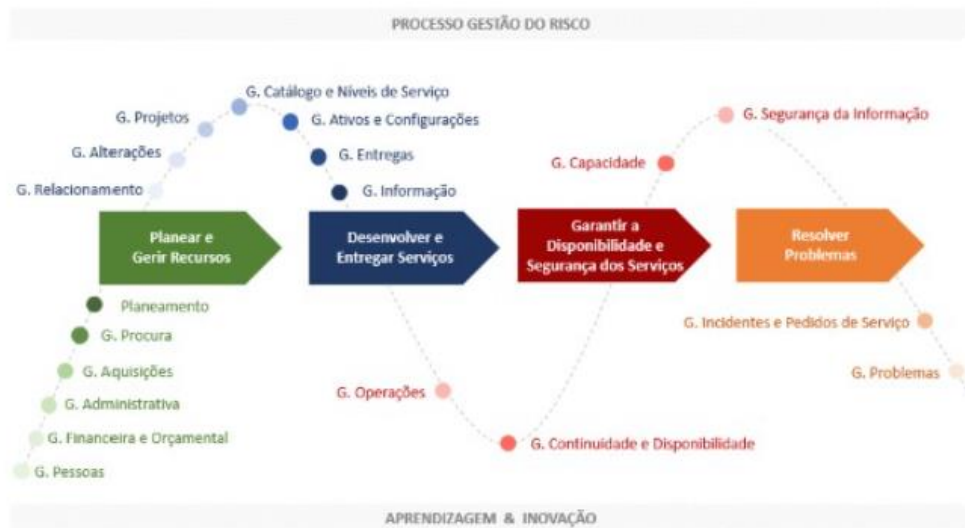 PROCESSO GESTÃO DO RISCO
G. Catálogo e Níveis de Serviço
G. Projetos
G. Ativos e Configurações
G. Alterações
G. Entregas
G. Relacionamento
G. Informação
G. Segurança da Informação
G. Capacidade
Planear e
Gerir Recursos
Desenvolver e
Entregar Serviços
Garantir a
Disponibilidade e
Segurança dos Serviços
Resolver
Problemas
Planeamento
G. Procura
G. Aquisições
G. Administrativa
G. Financeira e Orçamental
G. Pessoas
G. Operações
G. Continuidade e Disponibilidade
G. Incidentes e Pedidos de Serviço
G. Problemas
APRENDIZAGEM & INOVAÇÃO